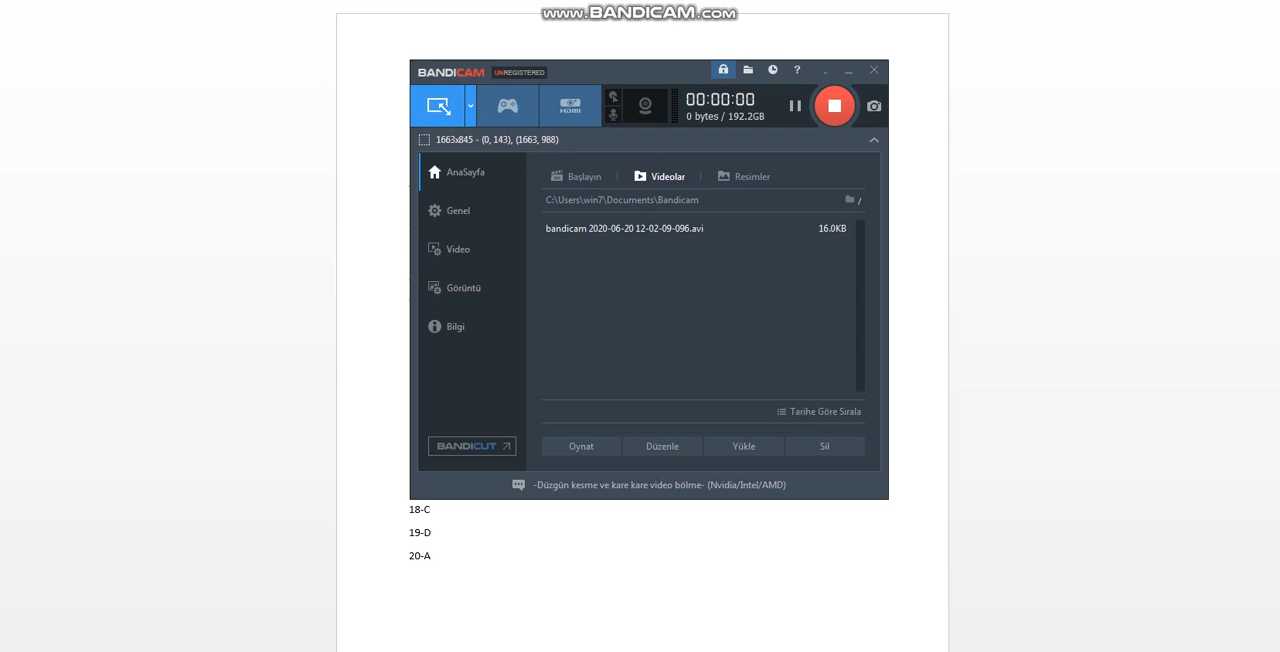 www.BANDICAM.com
BANDICAM UNREGISTERED
?
HDMI
00:00:00
0 bytes / 192.2GB
1663x845 - (0, 143), (1663, 988)
AnaSayfa
Genel
Video
Görüntü
Bilgi
BANDICUT
Başlayın
Videolar
Resimler
C:\Users\win7\Documents\Bandicam
/
bandicam 2020-06-20 12-02-09-096.avi 16.0KB
Tarihe Göre Sırala
Oynat Düzenle Yükle Sil
-Düzgün kesme ve kare kare video bölme- (Nvidia/Intel/AMD)
18-C
19-D
20-A